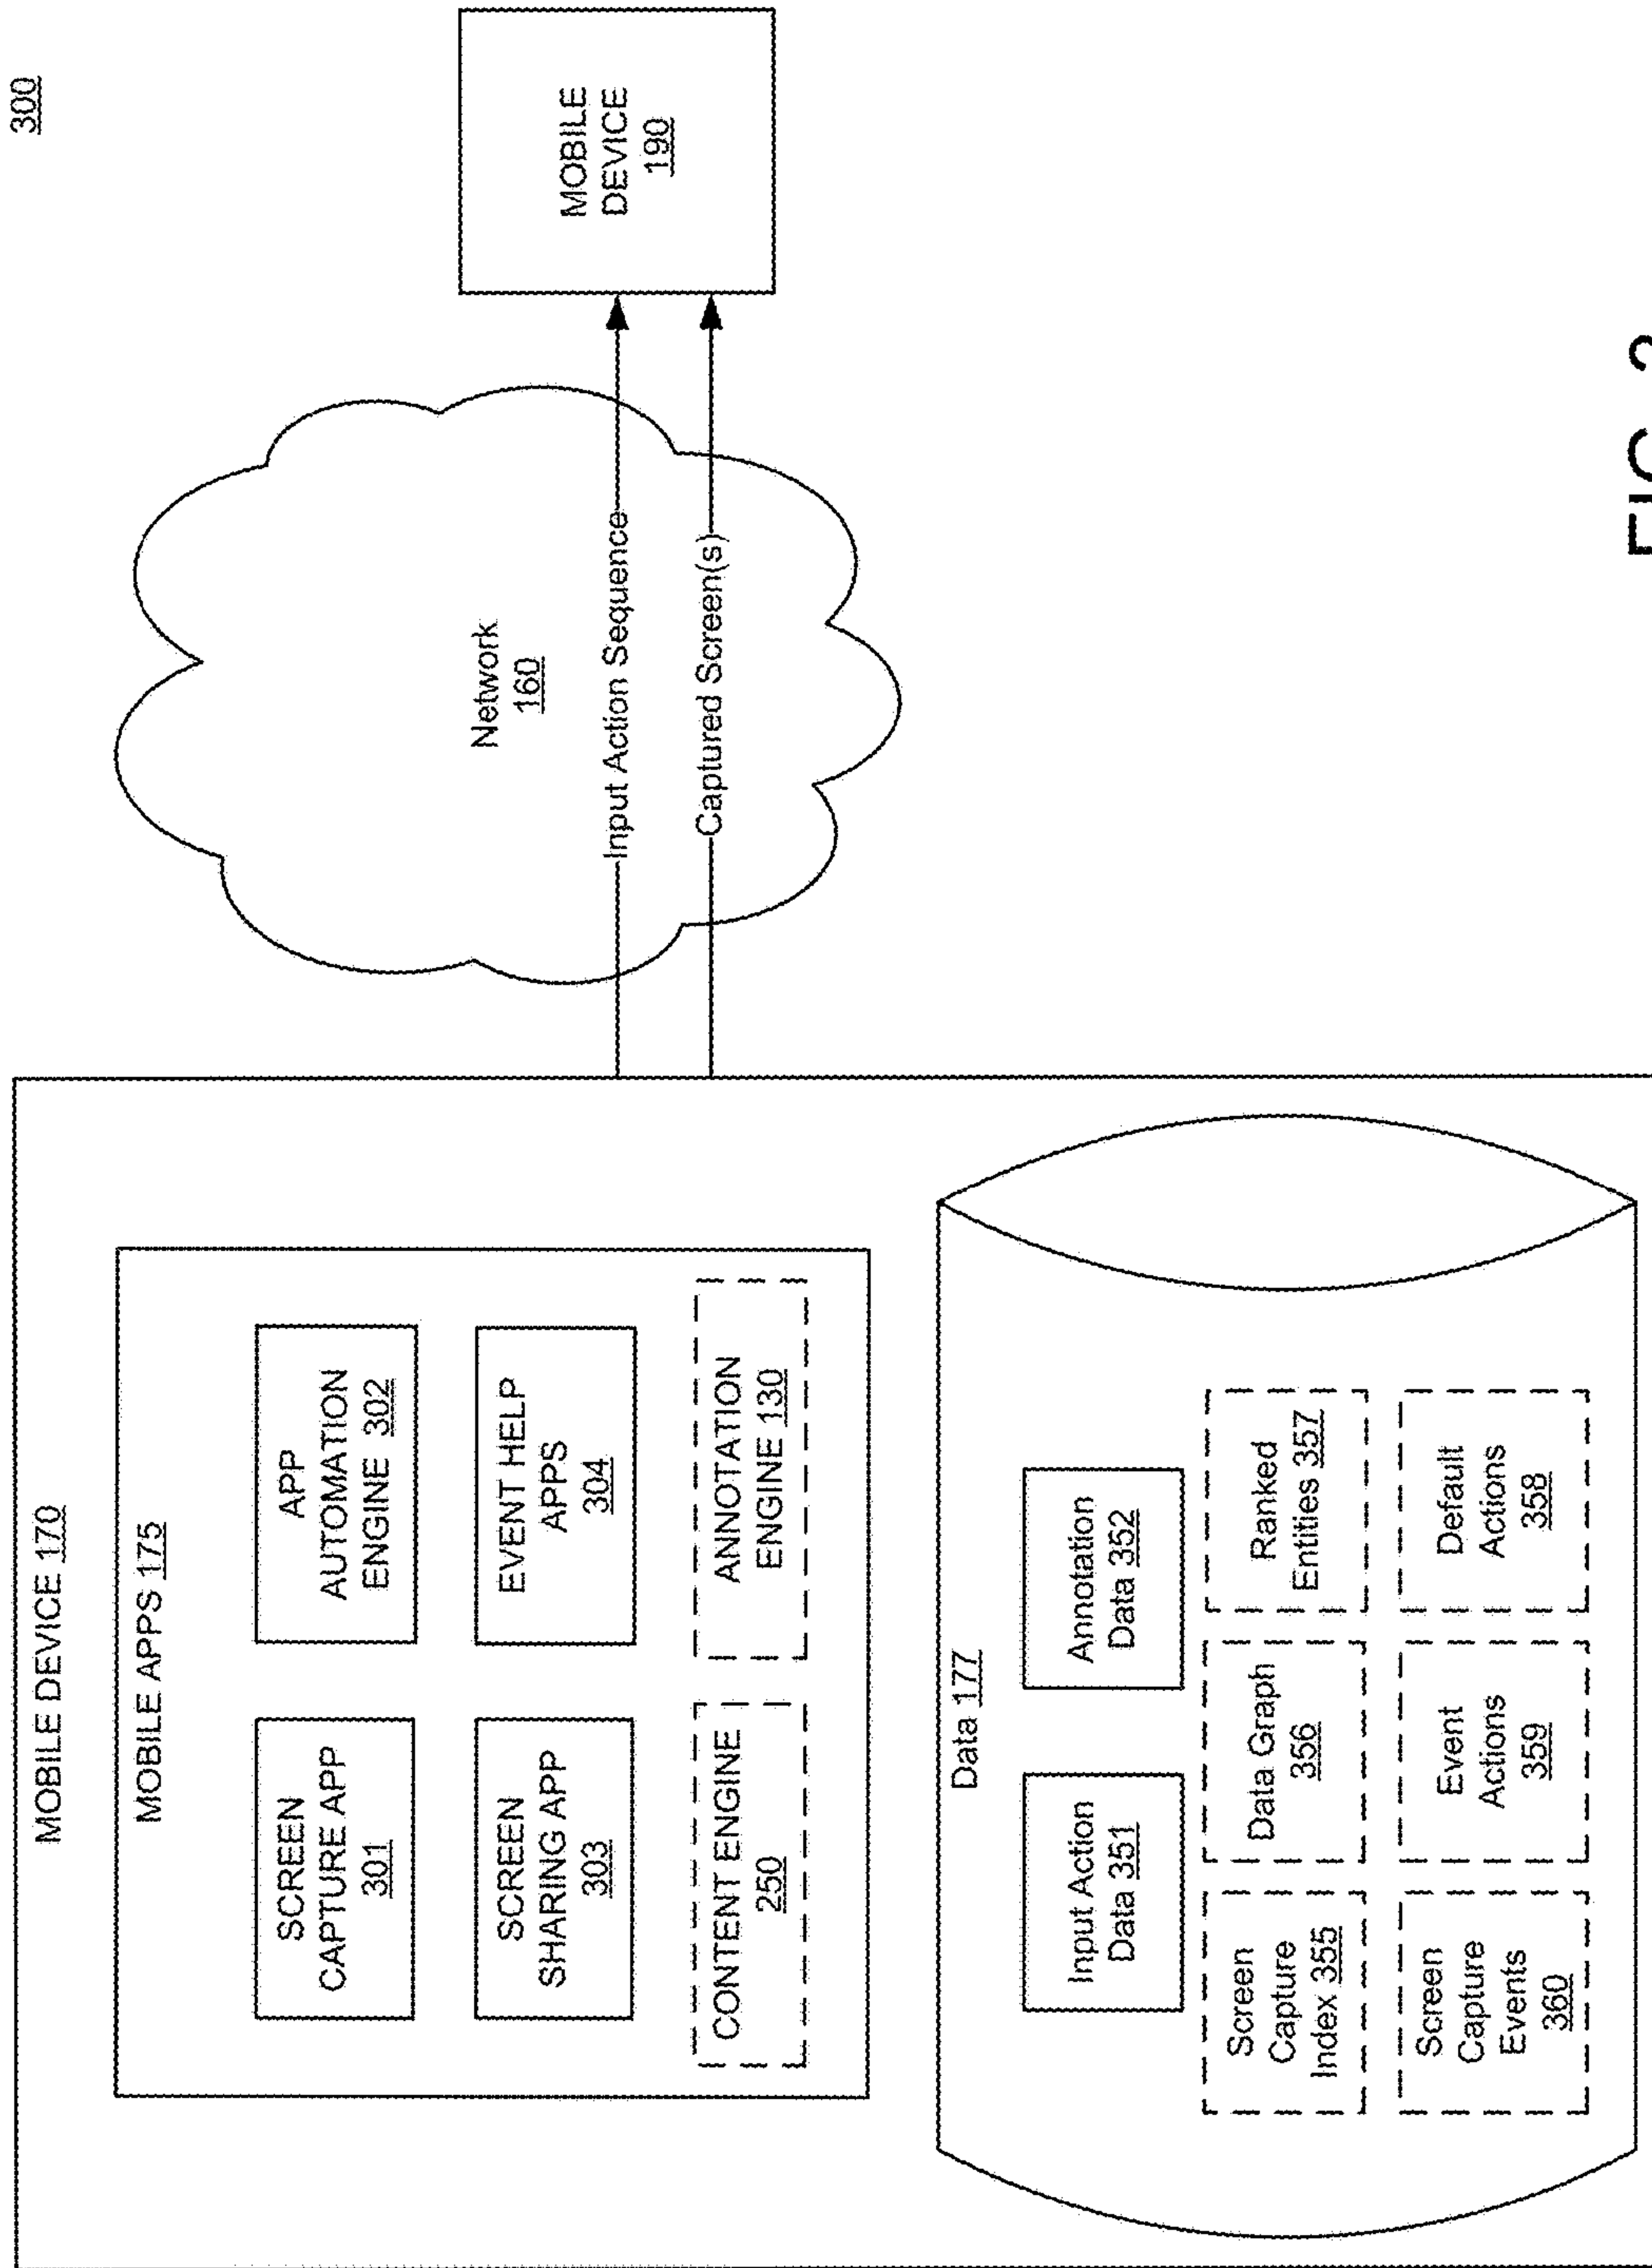 300
MOBILE DEVICE 170
MOBILE APPS 175
SCREEN
CAPTURE APP
301
APP
AUTOMATION
ENGINE 302
SCREEN
SHARING APP
303
EVENT HELP
APPS
304
CONTENT ENGINE
250
ANNOTATION
ENGINE 130
Data 177
Input Action
Data 351
Annotation
Data 352
Screen
Capture
Index 355
Data Graph
356
Ranked
Entities 357
Screen
Capture
Events
360
Event
Actions
359
Default
Actions
358
Network
160
Input Action Sequence
Captured Screen(s)
MOBILE
DEVICE
190
FIG